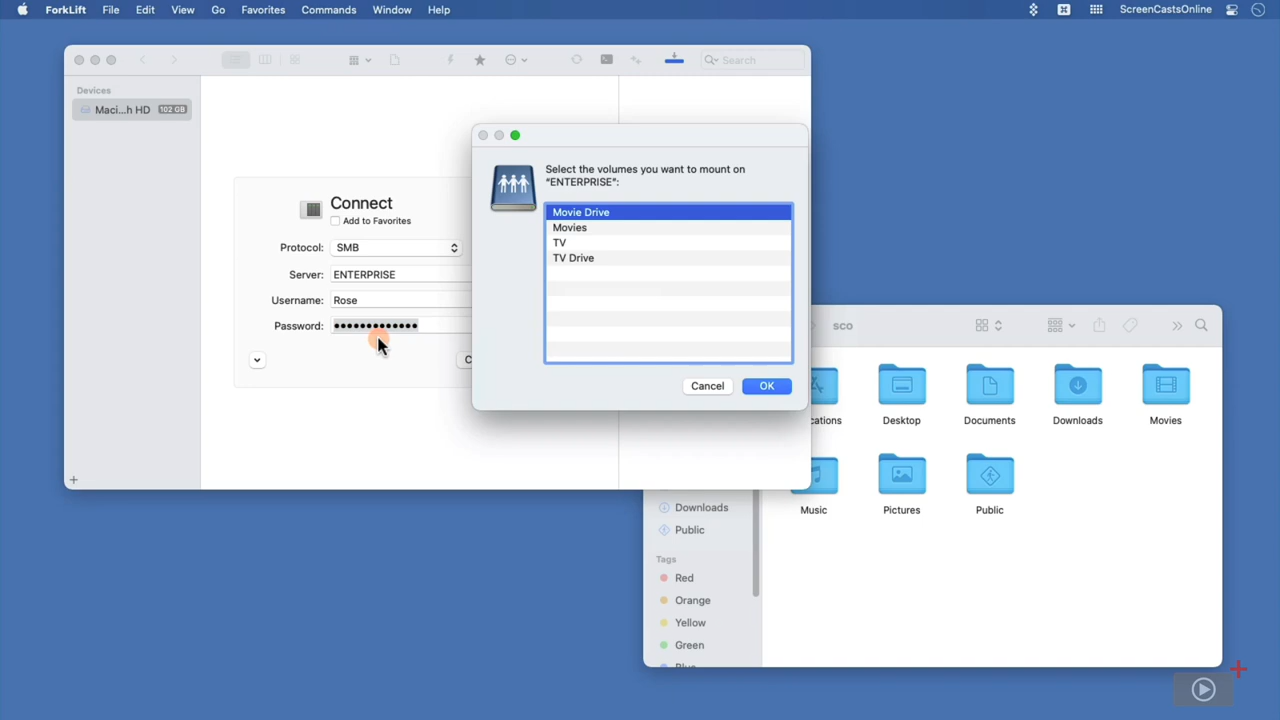 ForkLift File Edit View Go Favorites Commands Window Help ScreenCastsOnline
Search
Devices
Maci...h HD 102 GB
Connect
Add to Favorites
Protocol: SMB
Server: ENTERPRISE
Username: Rose
Password: •••••••••••••
C
Select the volumes you want to mount on
"ENTERPRISE":
Movie Drive
Movies
TV
TV Drive
Cancel OK
sco
cations Desktop Documents Downloads Movies
Music Pictures Public
Downloads
Public
Tags
Red
Orange
Yellow
Green
Blue